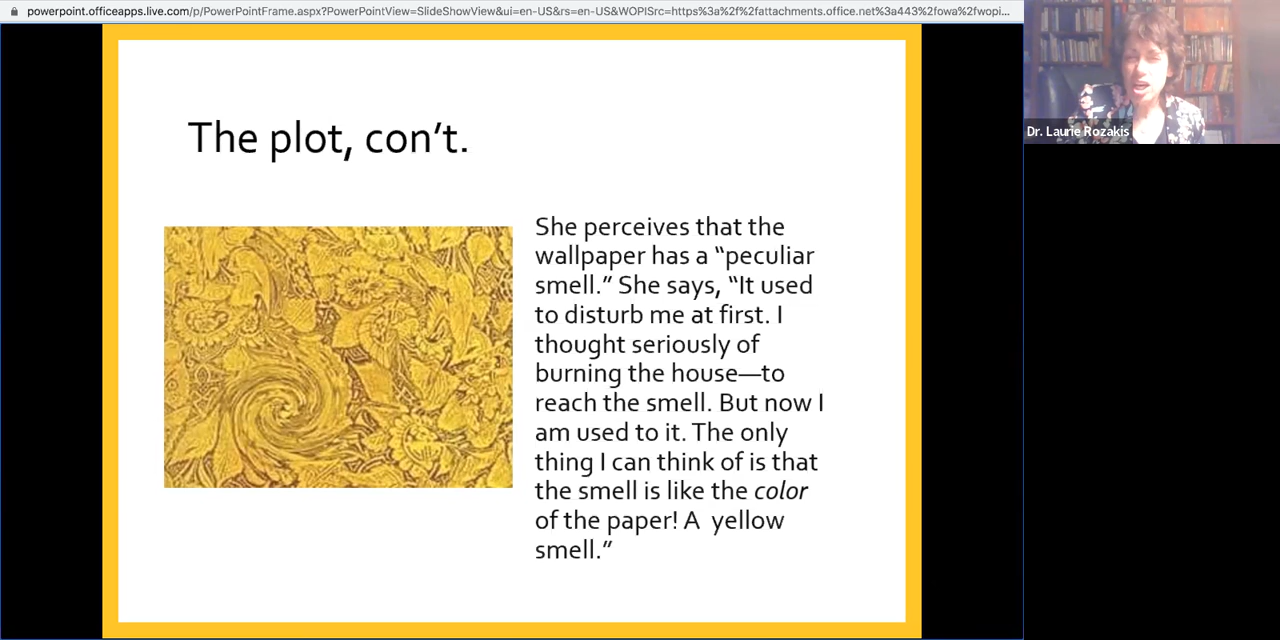 powerpoint.officeapps.live.com/p/PowerPointFrame.aspx?PowerPointView=SlideShowView&ui=en-US&rs=en-US&WOPISrc=https%3a%2f%2fattachments.office.net%3a443%2fowa%2fwopi...
Dr. Laurie Rozakis
The plot, con’t.
She perceives that the
wallpaper has a “peculiar
smell.” She says, “It used
to disturb me at first. I
thought seriously of
burning the house—to
reach the smell. But now I
am used to it. The only
thing I can think of is that
the smell is like the color
of the paper! A  yellow
smell.”